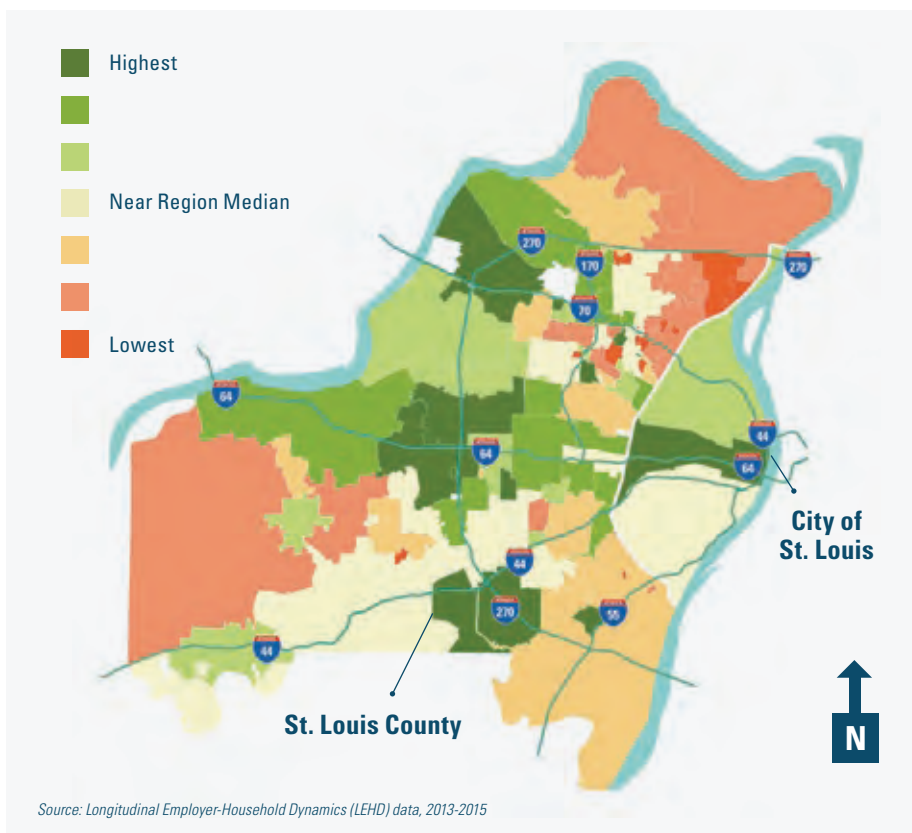 Highest
Near Region Median
Lowest
270
170
270
70
64
44
64
64
City of
St. Louis
44
270
55
44
St. Louis County
N
Source: Longitudinal Employer-Household Dynamics (LEHD) data, 2013-2015